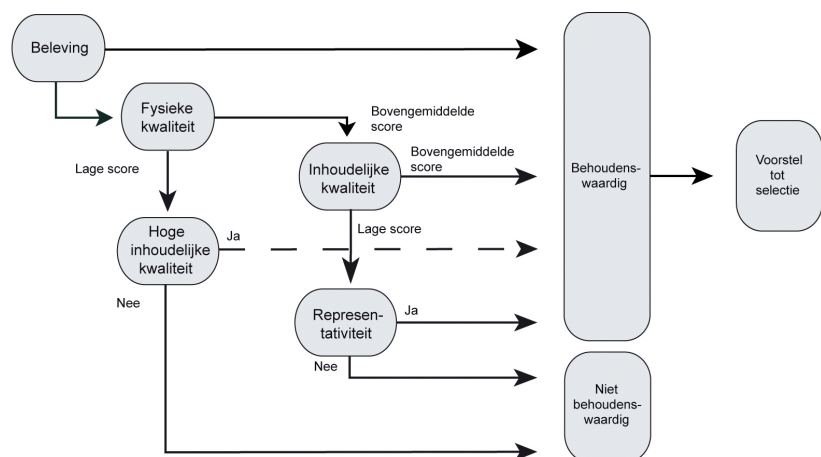 Beleving
Fysieke
kwaliteit
Bovengemiddelde
score
Lage score
Inhoudelijke
kwaliteit
Bovengemiddelde
score
Behoudens-
waardig
Voorstel
tot
selectie
Hoge
inhoudelijke
kwaliteit
Ja
Lage score
Nee
Represen-
tativiteit
Ja
Nee
Niet
behoudens-
waardig